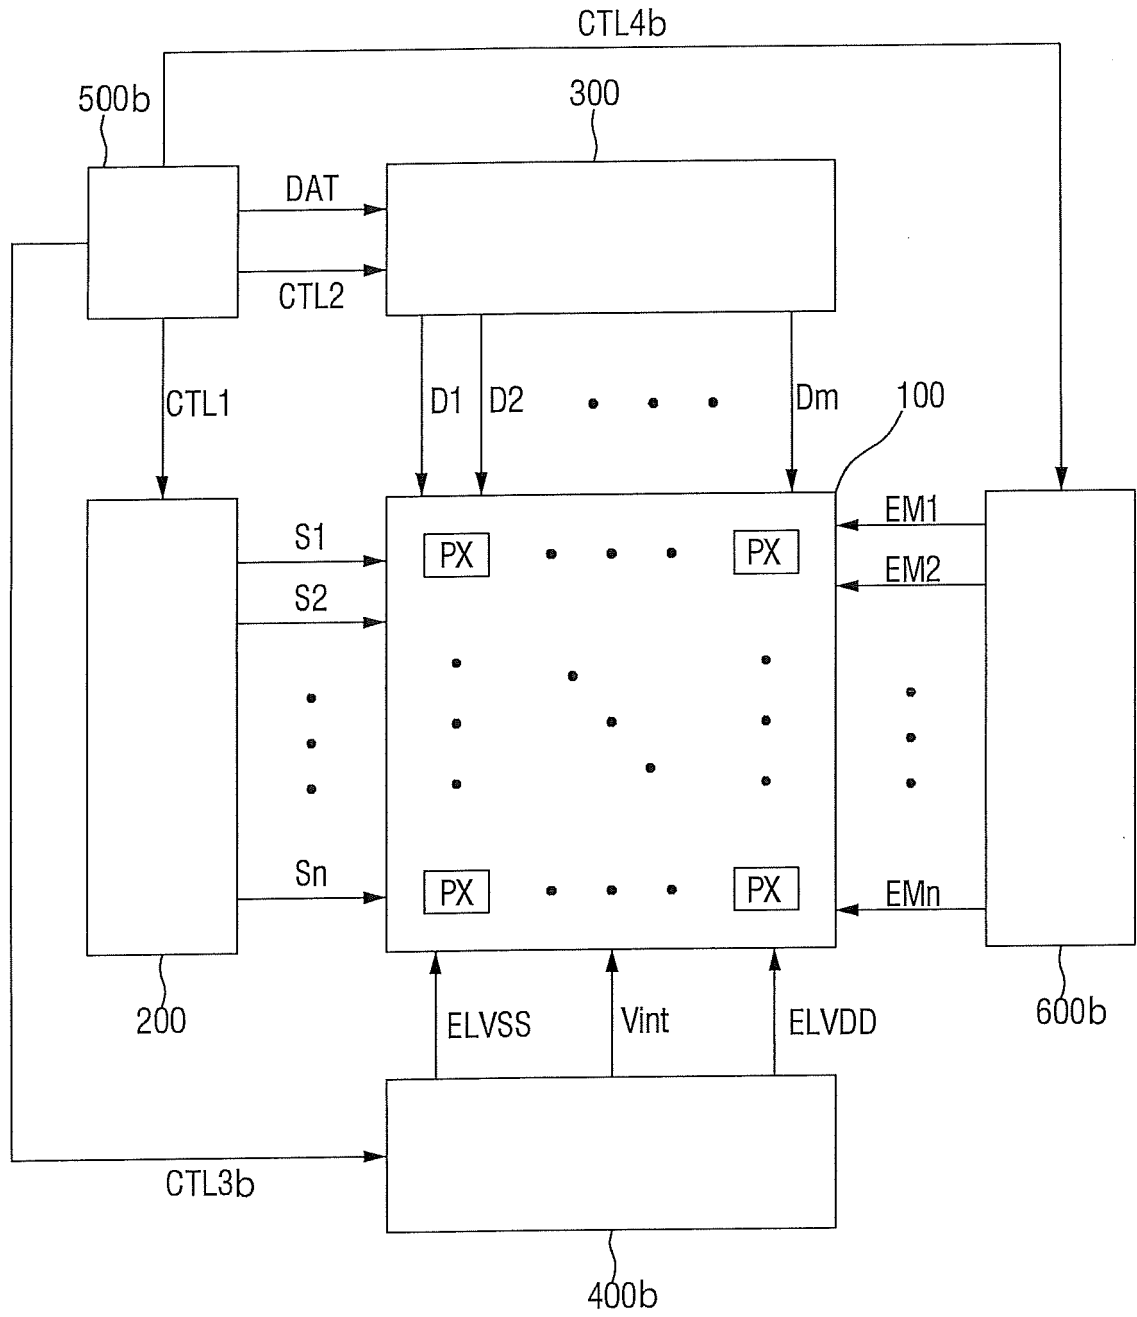 CTL4b
500b
300
DAT
CTL2
CTL1
D1
D2
Dm
100
S1
EM1
PX
PX
S2
EM2
Sn
PX
PX
EMn
200
ELVSS
Vint
ELVDD
600b
CTL3b
400b